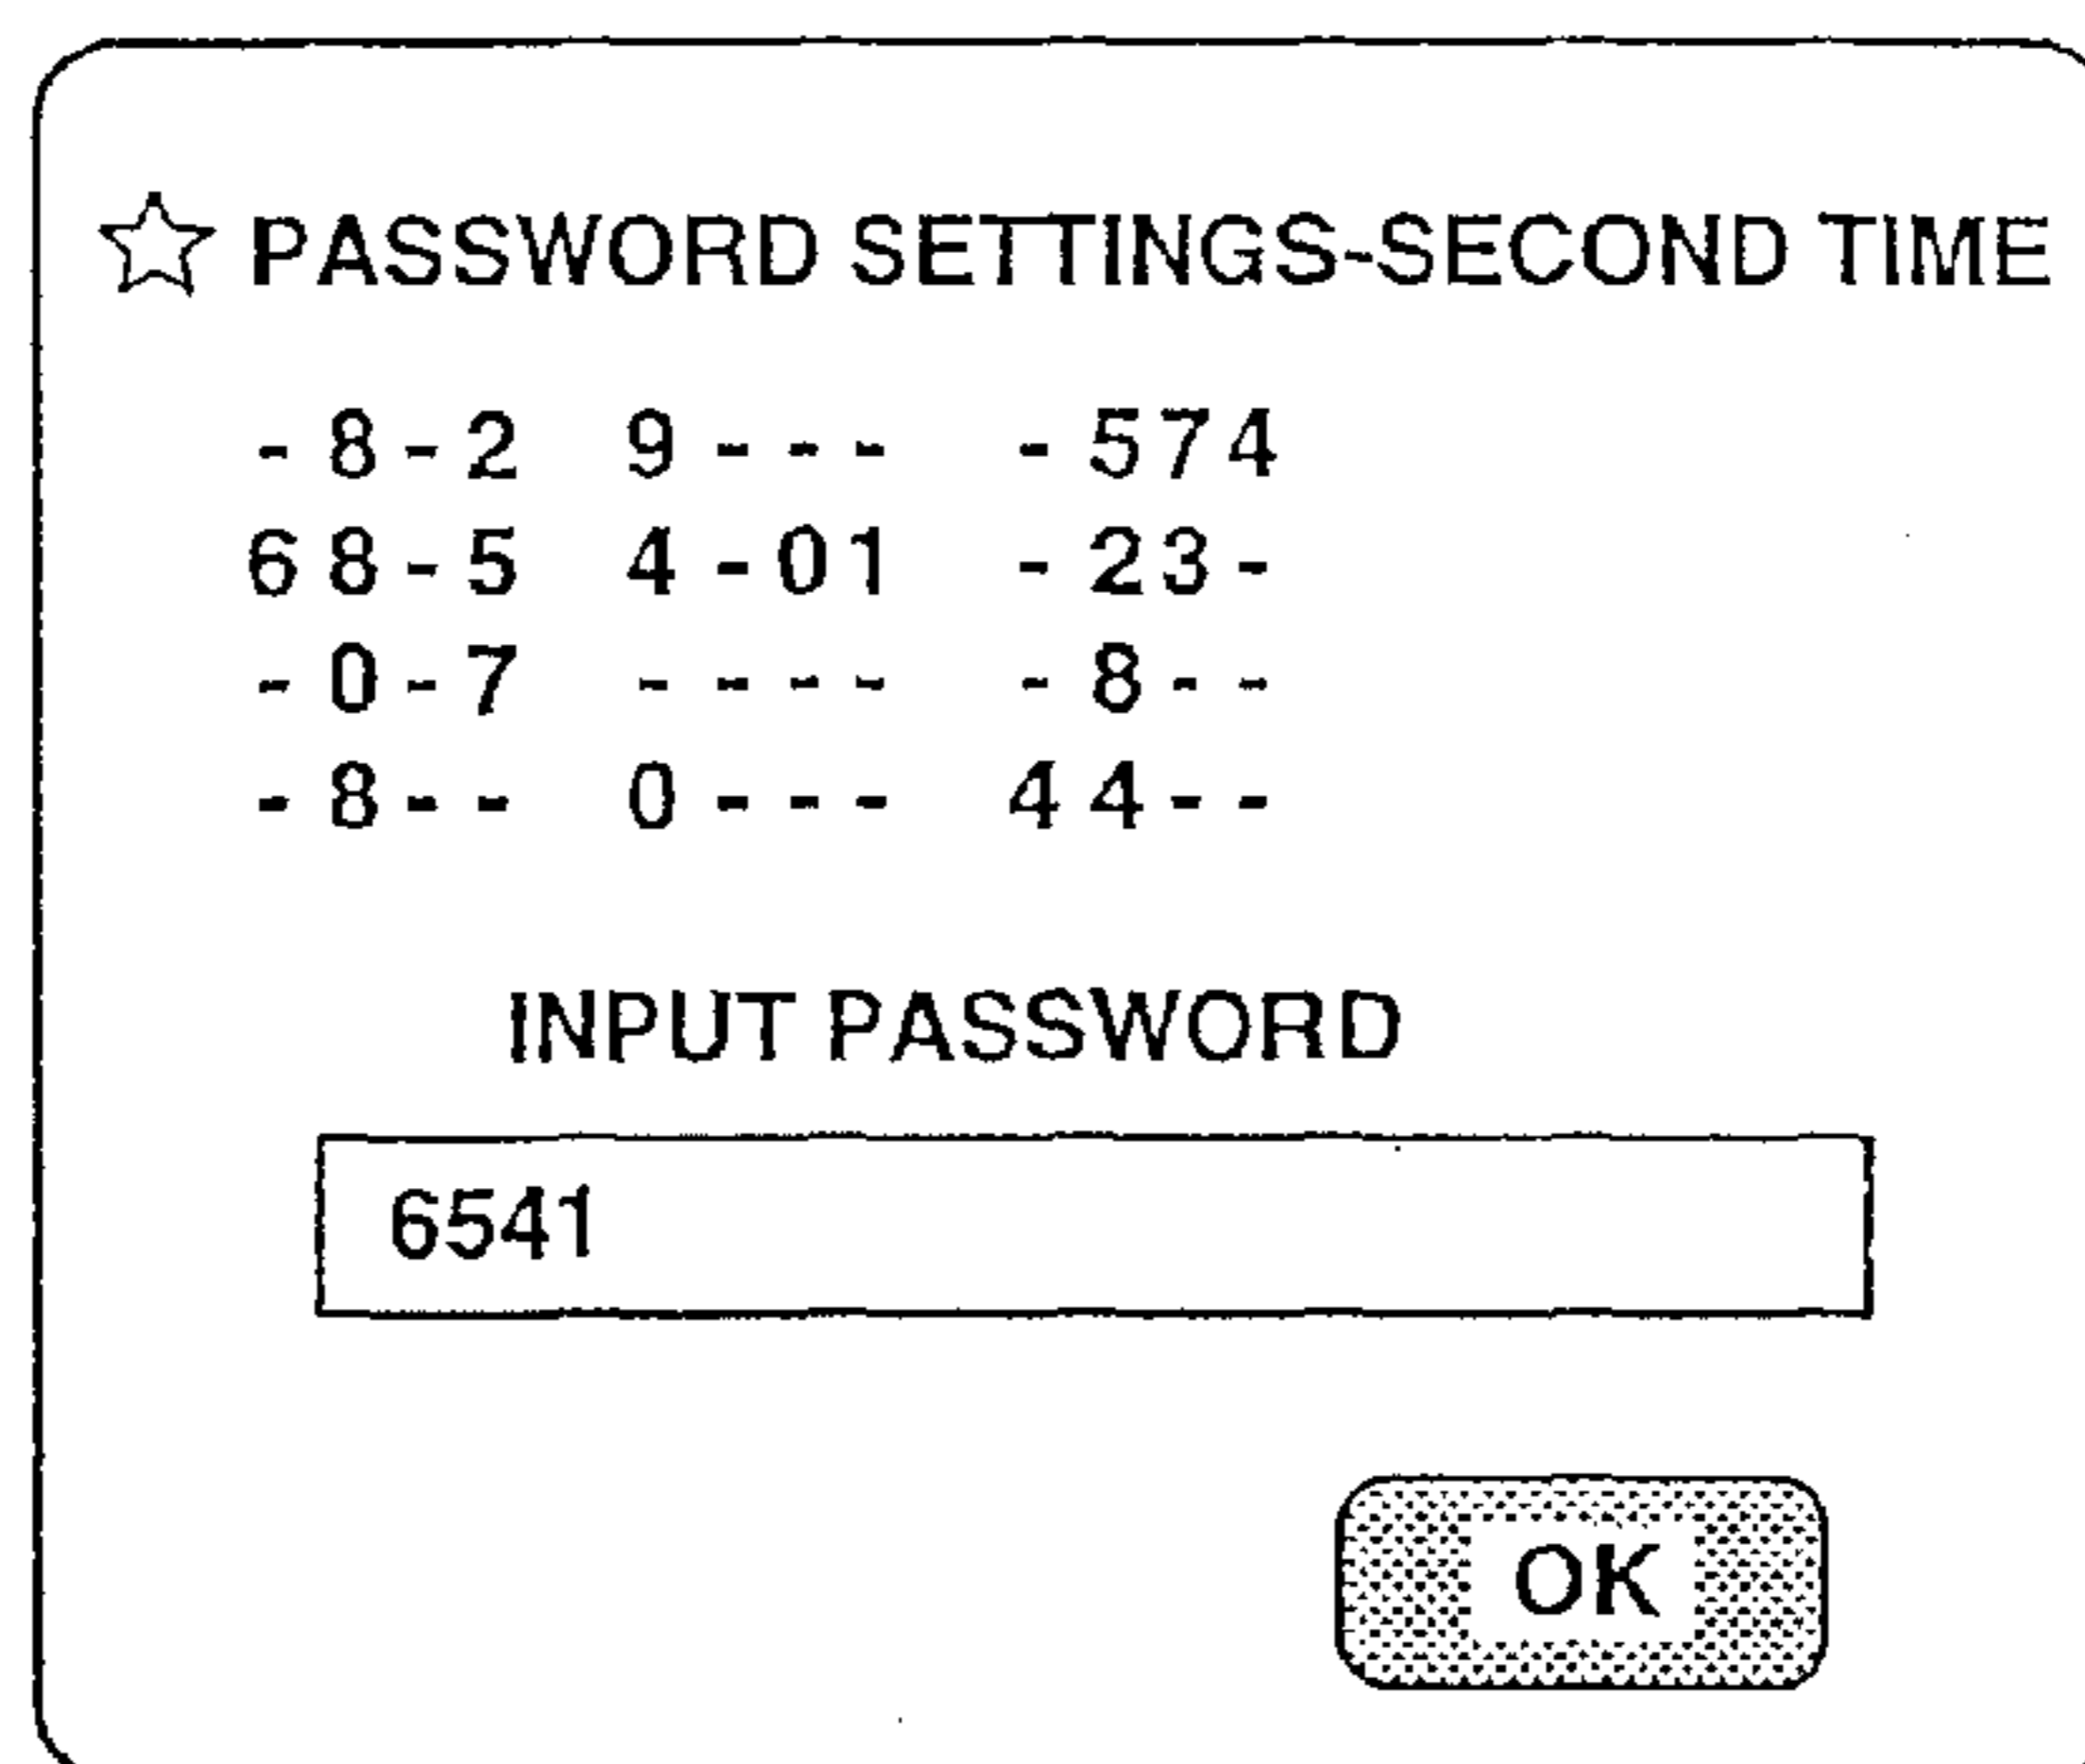 ☆ PASSWORD SETTINGS-SECOND TIME
-8-2 9--- -574
68-5 4-01 -23-
-0-7 ---- -8--
-8-- 0--- 44--
INPUT PASSWORD
6541
OK